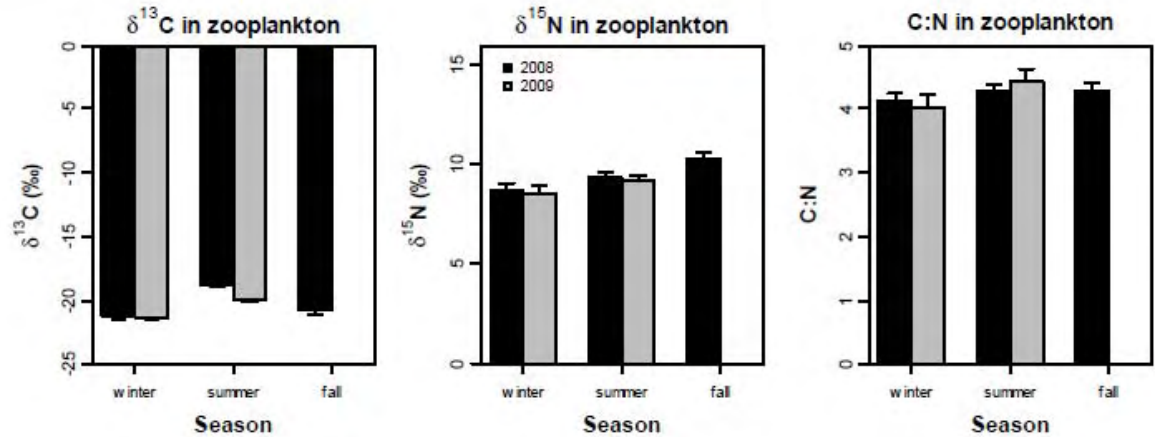 δ13C in zooplankton
0
-5
-10
-15
-20
-25
δ13C (‰)
winter summer fall
Season
δ15N in zooplankton
2008
2009
15
10
5
0
δ15N (‰)
winter summer fall
Season
C:N in zooplankton
5
4
3
2
1
0
C:N
winter summer fall
Season